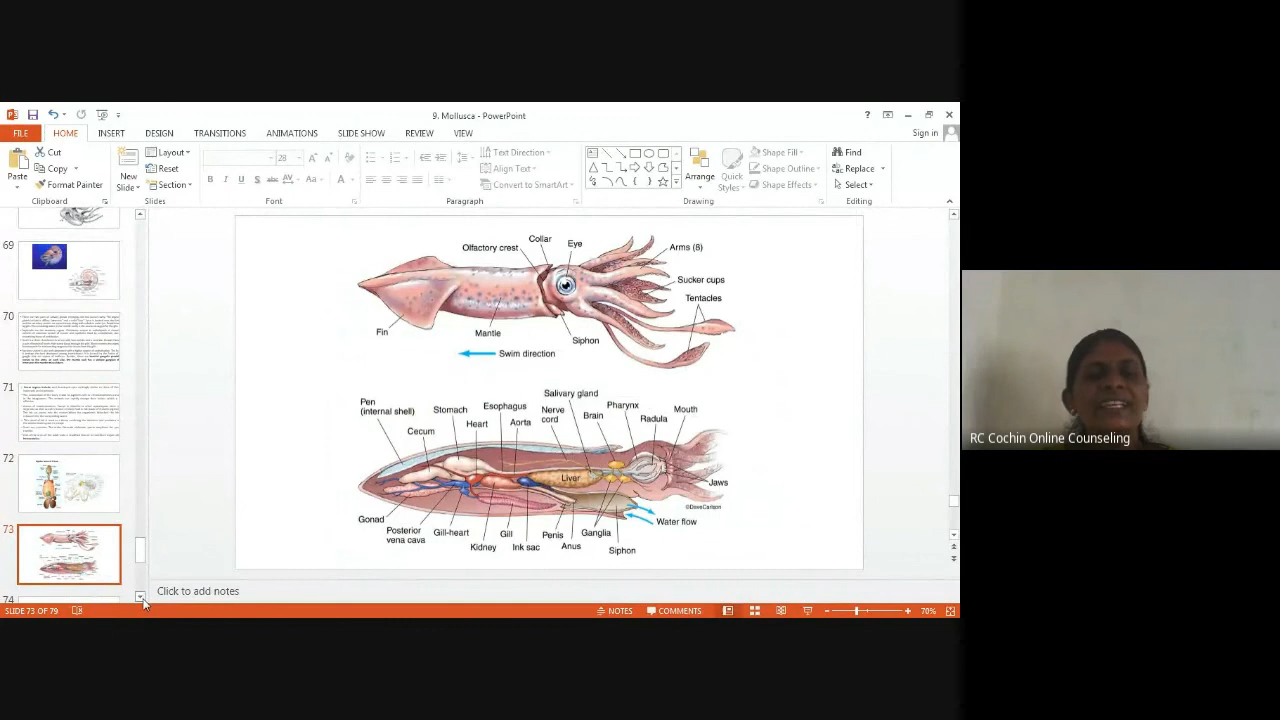 9. Mollusca - PowerPoint
Sign in
FILE HOME INSERT DESIGN TRANSITIONS ANIMATIONS SLIDE SHOW REVIEW VIEW
Paste
Cut
Copy
Format Painter
Clipboard
New
Slide
Layout
Reset
Section
Slides
28
B I U S abc AV Aa A
Font
Text Direction
Align Text
Convert to SmartArt
Paragraph
Arrange
Quick
Styles
Shape Fill
Shape Outline
Shape Effects
Drawing
Find
Replace
Select
Editing
69
70
71
72
73
74
Collar
Olfactory crest
Eye
Arms (8)
Sucker cups
Tentacles
Fin
Mantle
Siphon
Swim direction
Pen
(internal shell)
Cecum
Stomach
Heart
Esophagus
Aorta
Nerve
cord
Salivary gland
Brain
Pharynx
Radula
Mouth
Liver
Jaws
©DaveCarlson
Water flow
Gonad
Posterior
vena cava
Gill-heart
Kidney
Gill
Ink sac
Penis
Anus
Ganglia
Siphon
Click to add notes
SLIDE 73 OF 79
NOTES
COMMENTS
70%
RC Cochin Online Counseling